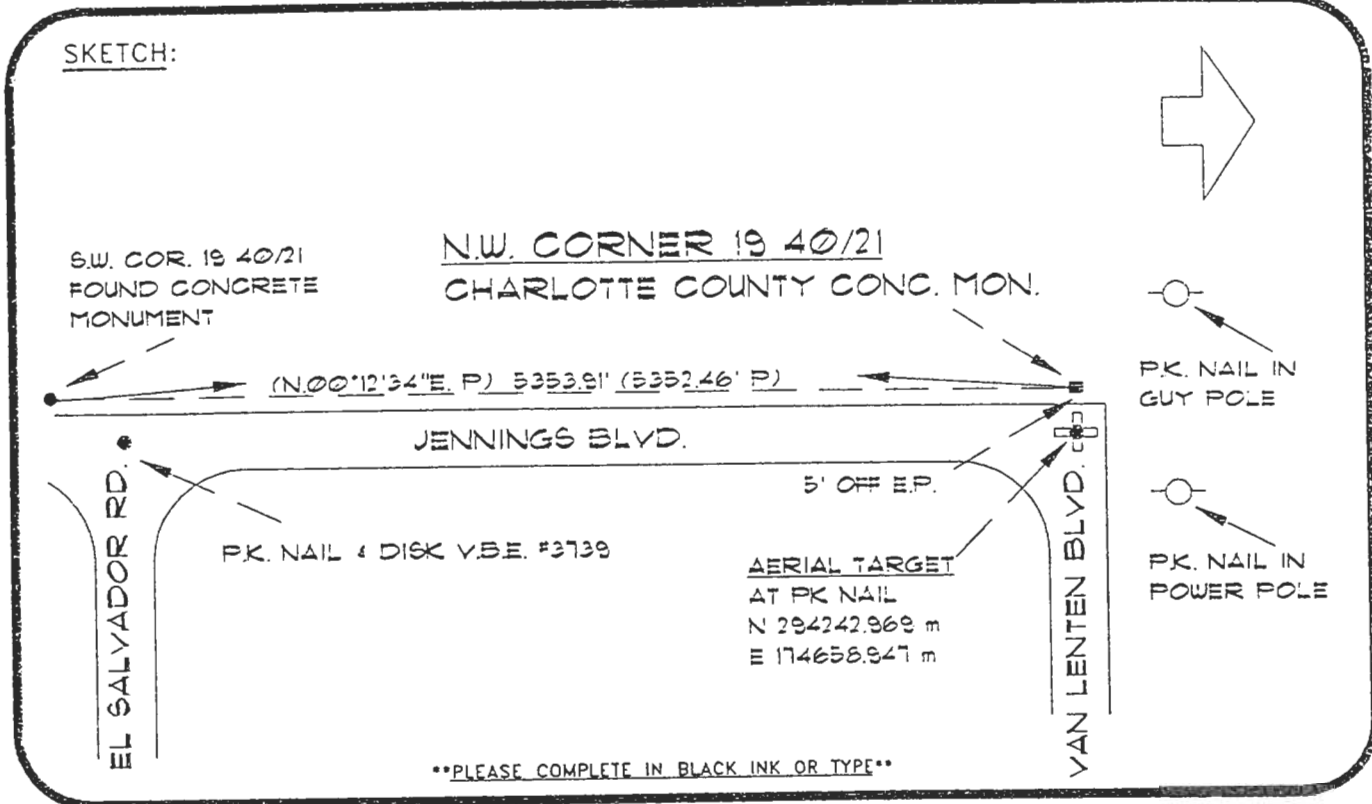 SKETCH:
S.W. COR. 19 40/21
FOUND CONCRETE
MONUMENT
N.W. CORNER 19 40/21
CHARLOTTE COUNTY CONC. MON.
(N.00°12'34"E. P) 5353.91' (5352.46' P)
P.K. NAIL IN
GUY POLE
JENNINGS BLVD.
5' OFF E.P.
EL SALVADOR RD.
P.K. NAIL & DISK V.B.E. #3739
AERIAL TARGET
AT PK NAIL
N 294242.969 m
E 174658.947 m
VAN LENTEN BLVD.
P.K. NAIL IN
POWER POLE
**PLEASE COMPLETE IN BLACK INK OR TYPE**